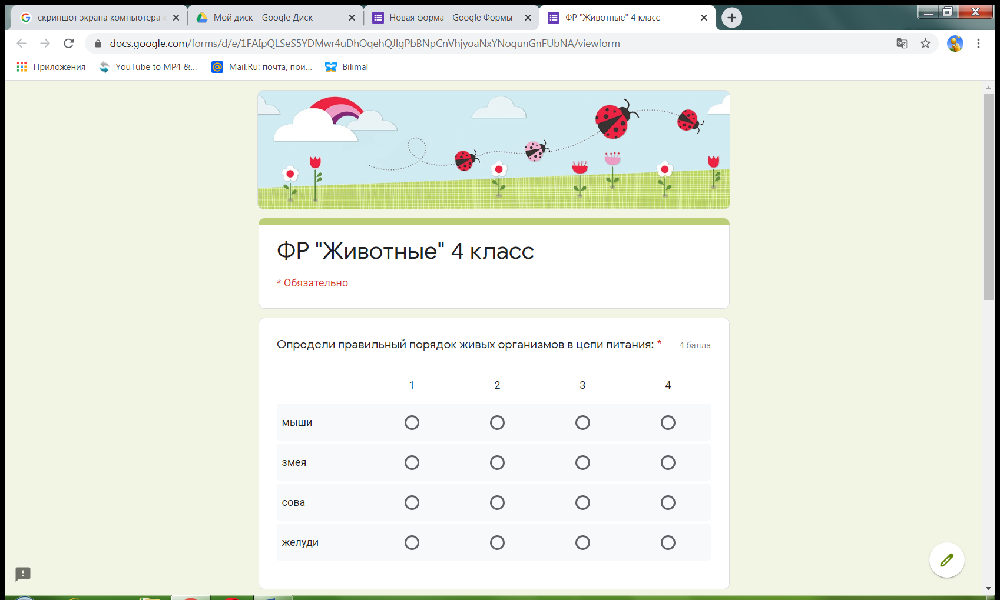 скриншот экрана компьютера к
Мой диск – Google Диск
Новая форма - Google Формы
ФР "Животные" 4 класс
docs.google.com/forms/d/e/1FAIpQLSeS5YDMwr4uDhOqehQJlgPbBNpCnVhjyoaNxYNogunGnFUbNA/viewform
Приложения
YouTube to MP4 &...
Mail.Ru: почта, пои...
Bilimal
ФР "Животные" 4 класс
* Обязательно
Определи правильный порядок живых организмов в цепи питания: *
4 балла
1 2 3 4
мыши
змея
сова
желуди